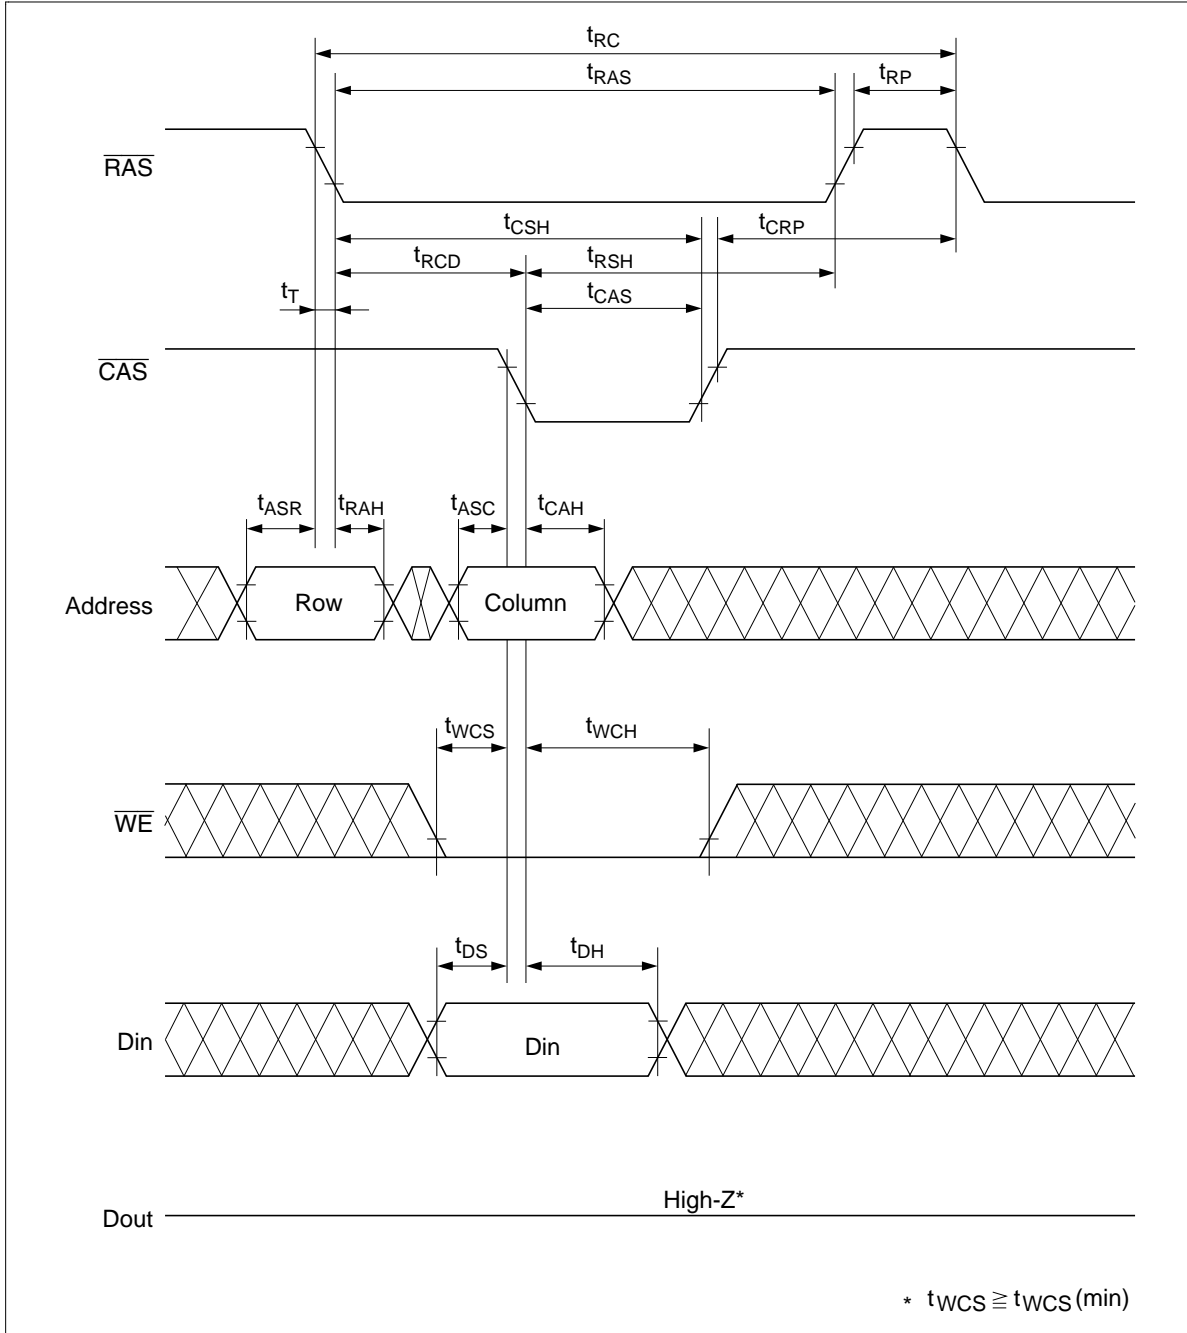 tRC
tRAS
tRP
RAS
tCSH
tCRP
tRCD
tRSH
tT
tCAS
CAS
tASR
tRAH
tASC
tCAH
Address
Row
Column
tWCS
tWCH
WE
tDS
tDH
Din
Din
High-Z*
Dout
* tWCS ≧ tWCS (min)